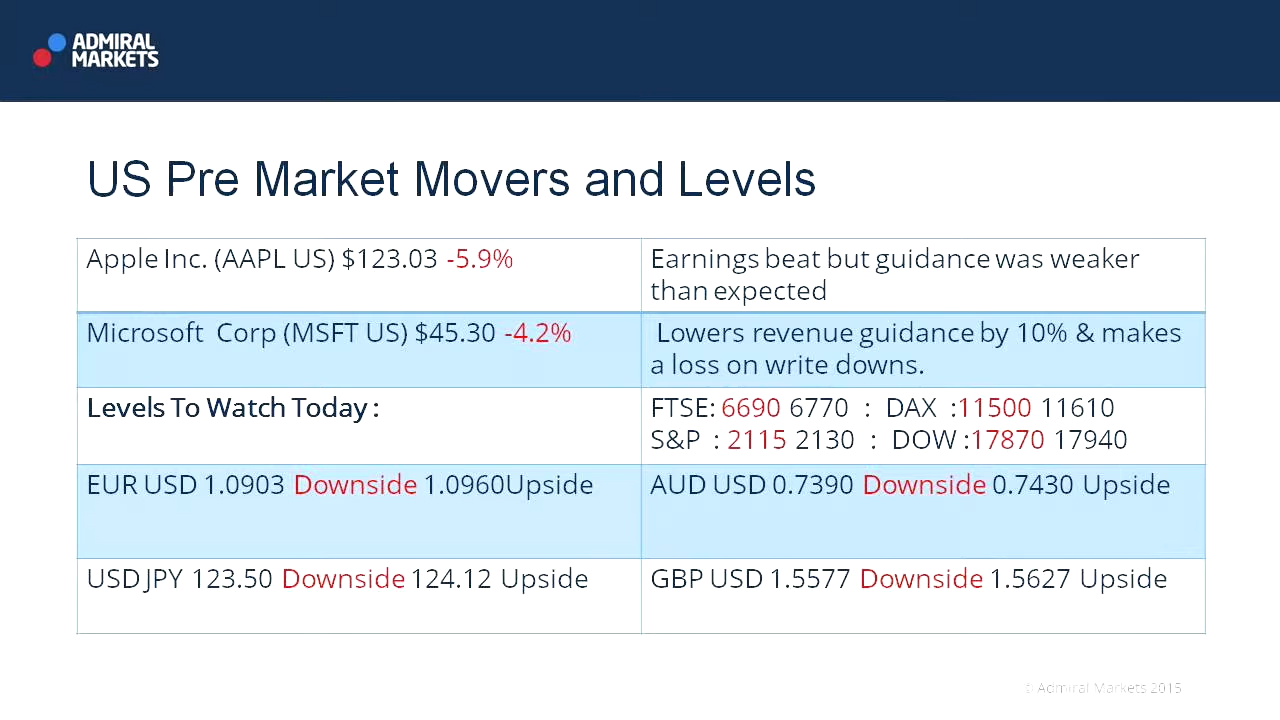 ADMIRAL
MARKETS
US Pre Market Movers and Levels
Apple Inc. (AAPL US) $123.03 -5.9%
Earnings beat but guidance was weaker
than expected
Microsoft Corp (MSFT US) $45.30 -4.2%
Lowers revenue guidance by 10% & makes
a loss on write downs.
Levels To Watch Today :
FTSE: 6690 6770 : DAX :11500 11610
S&P : 2115 2130 : DOW :17870 17940
EUR USD 1.0903 Downside 1.0960Upside
AUD USD 0.7390 Downside 0.7430 Upside
USD JPY 123.50 Downside 124.12 Upside
GBP USD 1.5577 Downside 1.5627 Upside
© Admiral Markets 2015